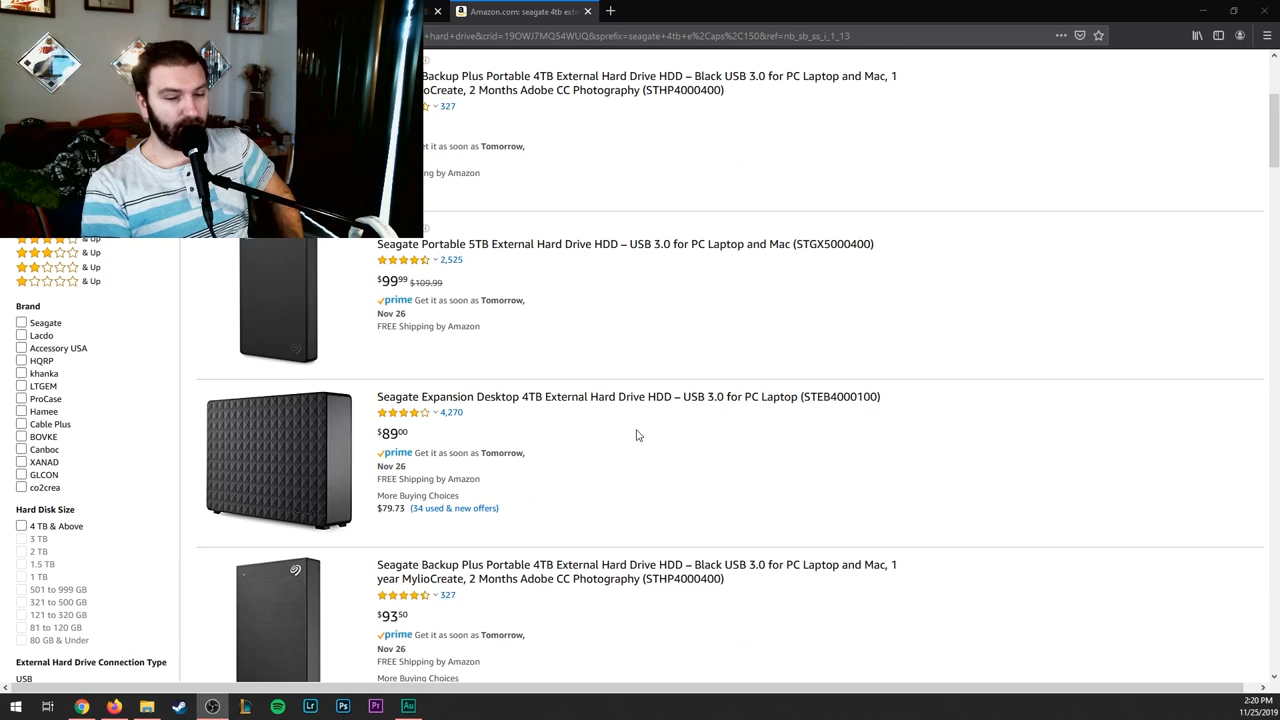 Amazon.com: seagate 4tb exte
hard+drive&crid=19OWJ7MQ54WUQ&sprefix=seagate+4tb+e%2Caps%2C150&ref=nb_sb_ss_i_1_13
Backup Plus Portable 4TB External Hard Drive HDD – Black USB 3.0 for PC Laptop and Mac, 1
lioCreate, 2 Months Adobe CC Photography (STHP4000400)
327
et it as soon as Tomorrow,
ng by Amazon
Seagate Portable 5TB External Hard Drive HDD – USB 3.0 for PC Laptop and Mac (STGX5000400)
2,525
$99.99 $109.99
prime Get it as soon as Tomorrow,
Nov 26
FREE Shipping by Amazon
Seagate Expansion Desktop 4TB External Hard Drive HDD – USB 3.0 for PC Laptop (STEB4000100)
4,270
$89.00
prime Get it as soon as Tomorrow,
Nov 26
FREE Shipping by Amazon
More Buying Choices
$79.73 (34 used & new offers)
Seagate Backup Plus Portable 4TB External Hard Drive HDD – Black USB 3.0 for PC Laptop and Mac, 1
year MylioCreate, 2 Months Adobe CC Photography (STHP4000400)
327
$93.50
prime Get it as soon as Tomorrow,
Nov 26
FREE Shipping by Amazon
More Buying Choices
& Up
& Up
& Up
& Up
Brand
Seagate
Lacdo
Accessory USA
HQRP
khanka
LTGEM
ProCase
Hamee
Cable Plus
BOVKE
Canboc
XANAD
GLCON
co2crea
Hard Disk Size
4 TB & Above
3 TB
2 TB
1.5 TB
1 TB
501 to 999 GB
321 to 500 GB
121 to 320 GB
81 to 120 GB
80 GB & Under
External Hard Drive Connection Type
USB
Lr
Ps
Pr
Au
2:20 PM
11/25/2019